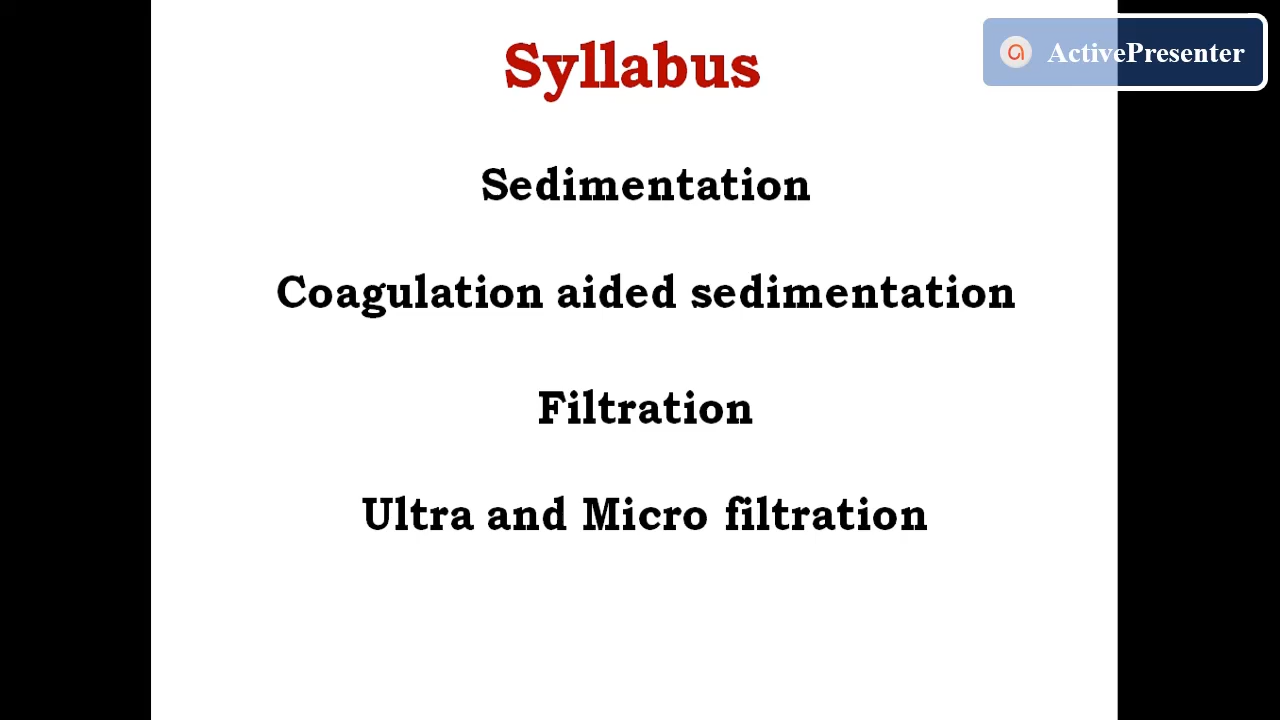 Syllabus
ActivePresenter
Sedimentation
Coagulation aided sedimentation
Filtration
Ultra and Micro filtration